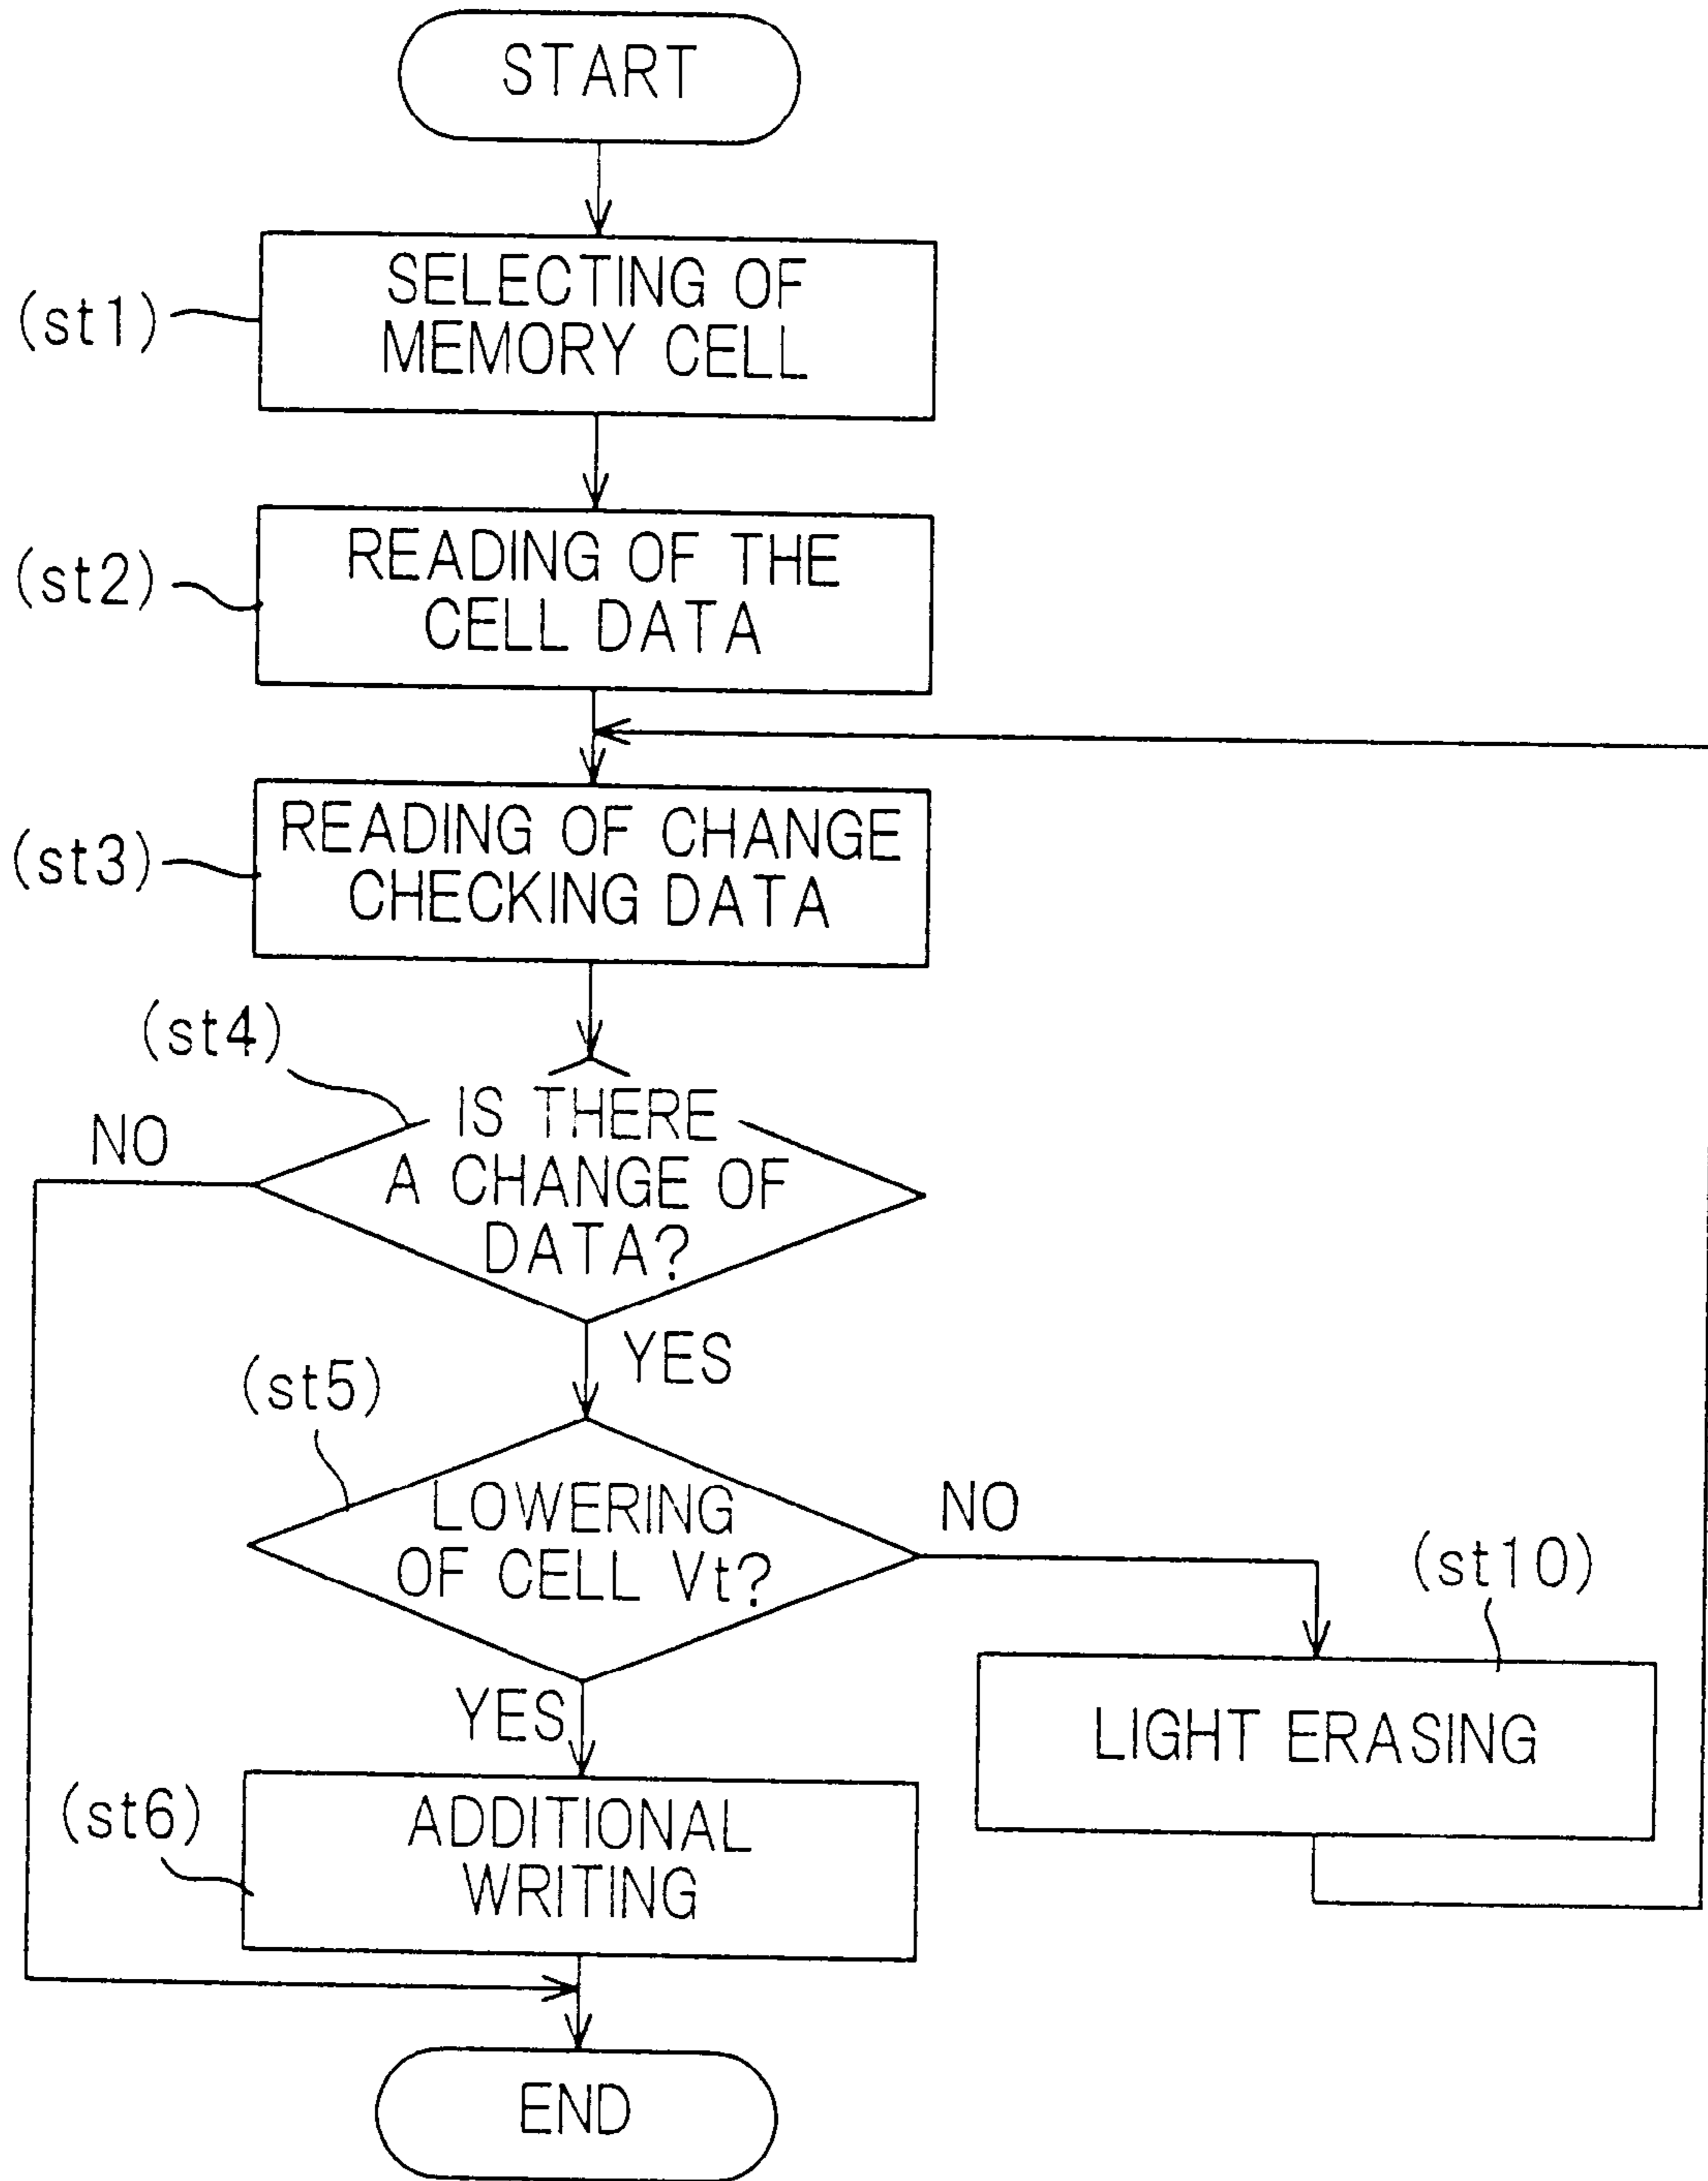 START
(st1)
SELECTING OF
MEMORY CELL
(st2)
READING OF THE
CELL DATA
(st3)
READING OF CHANGE
CHECKING DATA
(st4)
NO
IS THERE
A CHANGE OF
DATA?
YES
(st5)
LOWERING
OF CELL Vt?
NO
(st10)
YES
LIGHT ERASING
(st6)
ADDITIONAL
WRITING
END